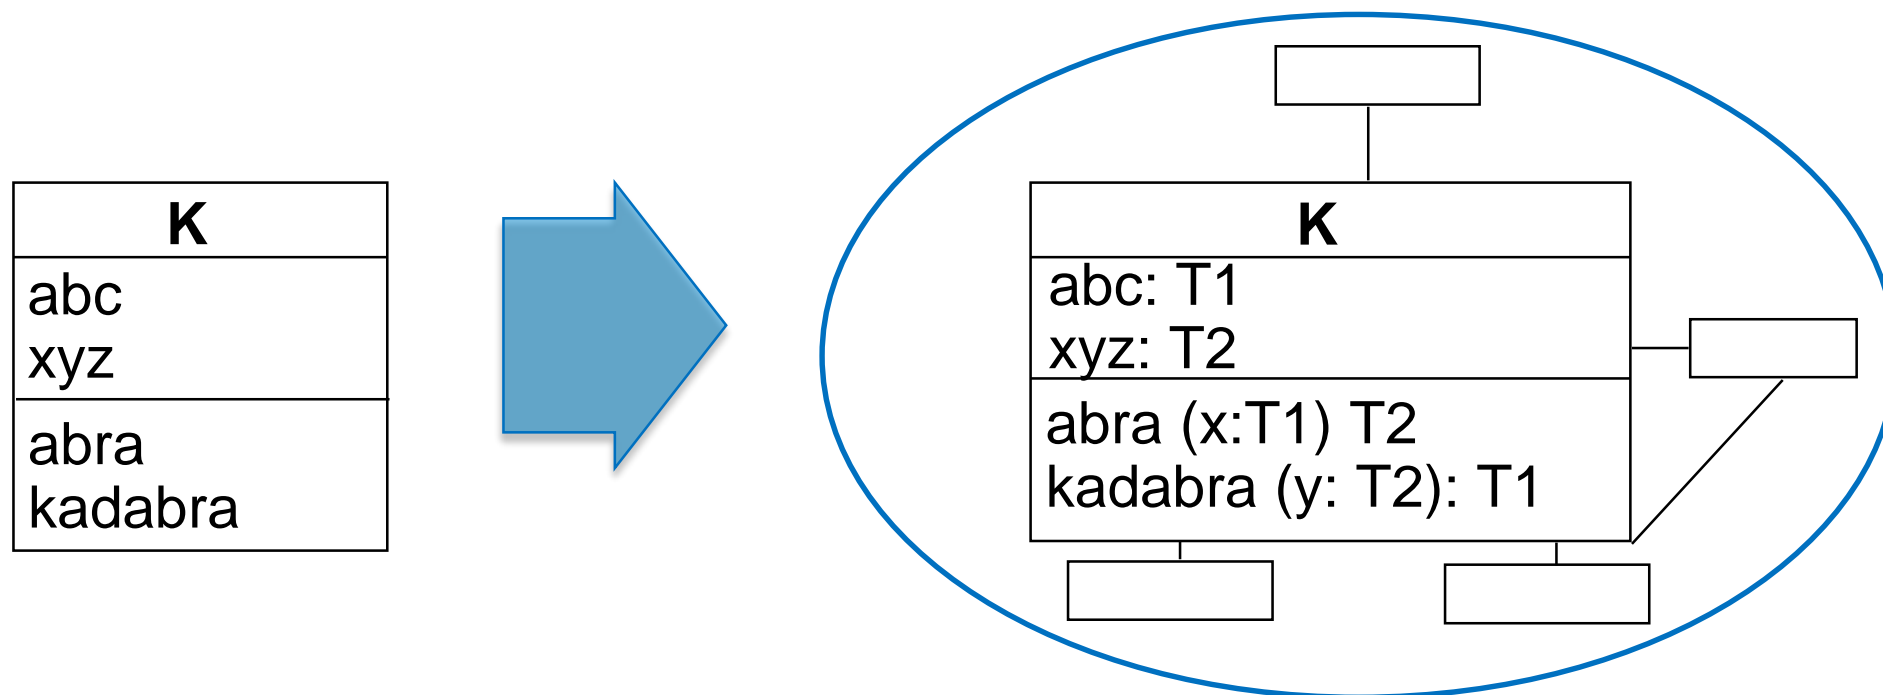 K
abc
xyz
abra
kadabra
K
abc: T1
xyz: T2
abra (x:T1) T2
kadabra (y: T2): T1